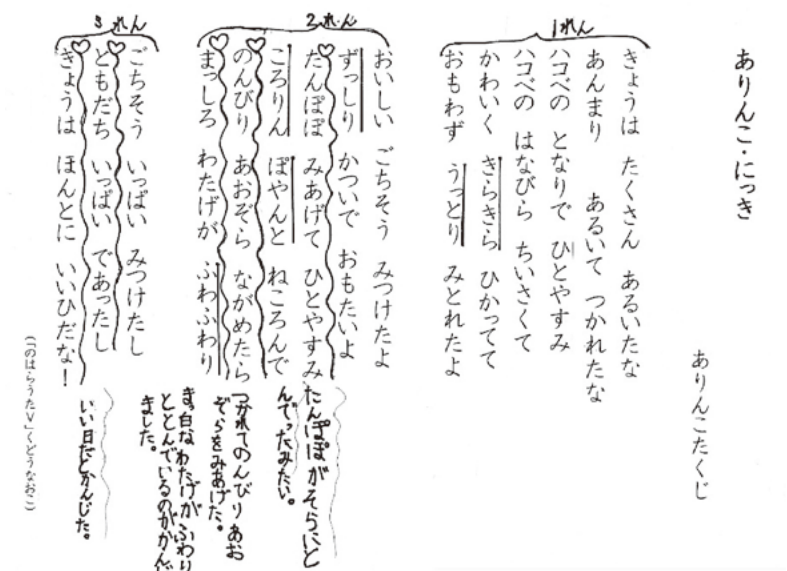 ありんこ・にっき
ありんこたくじ
1れん
きょうは たくさん あるいたな
あんまり あるいて つかれたな
ハコベの となりで ひとやすみ
ハコベの はなびら ちいさくて
かわいく きらきら ひかってて
おもわず うっとり みとれたよ
2れん
おいしい ごちそう みつけたよ
ずっしり かついで おもたいよ
たんぽぽ みあげて ひとやすみ
ころりん ぽやんと ねころんで
のんびり あおぞら ながめたら
まっしろ わたげが ふわふわり
たんぽぽがそらにと
んでったみたい。
つかれてのんびりあお
ぞらをみあげた。
まっ白なわたげがふわり
ととんでいるのがかんじ
ました。
3れん
ごちそう いっぱい みつけたし
ともだち いっぱい であったし
きょうは ほんとに いいひだな!
いい日だとかんじた。
(「のはらうたV」くどうなおこ)